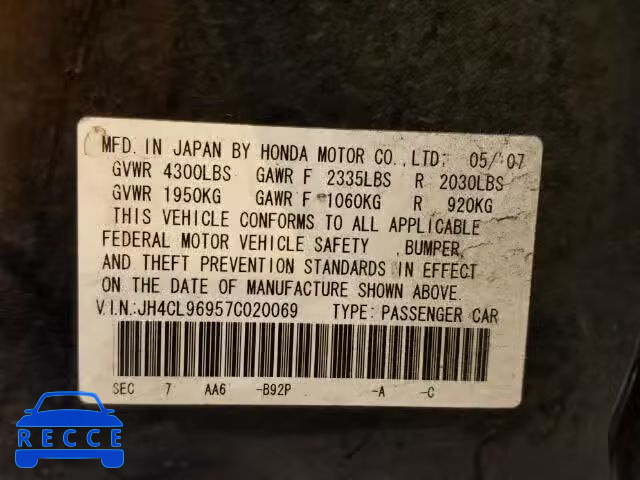 MFD. IN JAPAN BY HONDA MOTOR CO.,LTD. 05/07
GVWR 4300LBS GAWR F 2335LBS R 2030LBS
GVWR 1950KG GAWR F 1060KG R 920KG
THIS VEHICLE CONFORMS TO ALL APPLICABLE
FEDERAL MOTOR VEHICLE SAFETY , BUMPER,
AND THEFT PREVENTION STANDARDS IN EFFECT
ON THE DATE OF MANUFACTURE SHOWN ABOVE.
V.I.N.:JH4CL96957C020069 TYPE: PASSENGER CAR
SEC 7 AA6 -B92P -A -C
RECCE